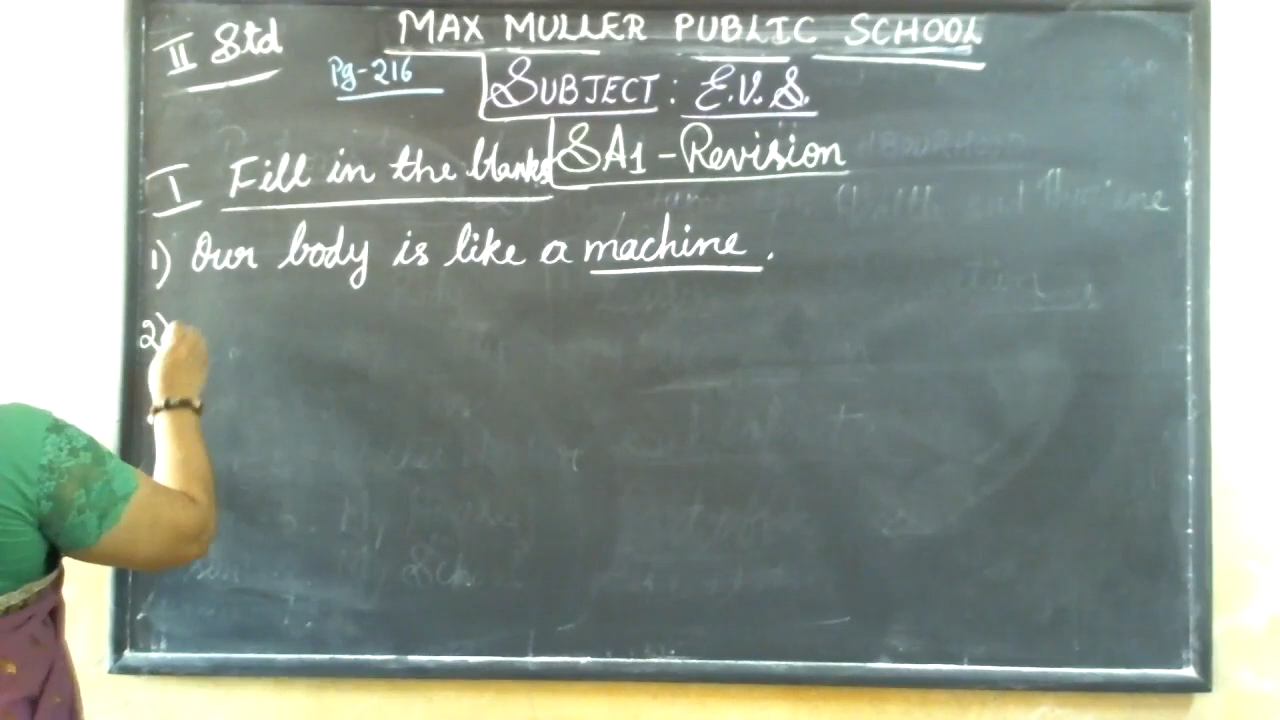 II Std MAX MULLER PUBLIC SCHOOL
Pg-216 SUBJECT: E.V.S.
SA1-Revision
I Fill in the blanks
1) Our body is like a machine.
2)